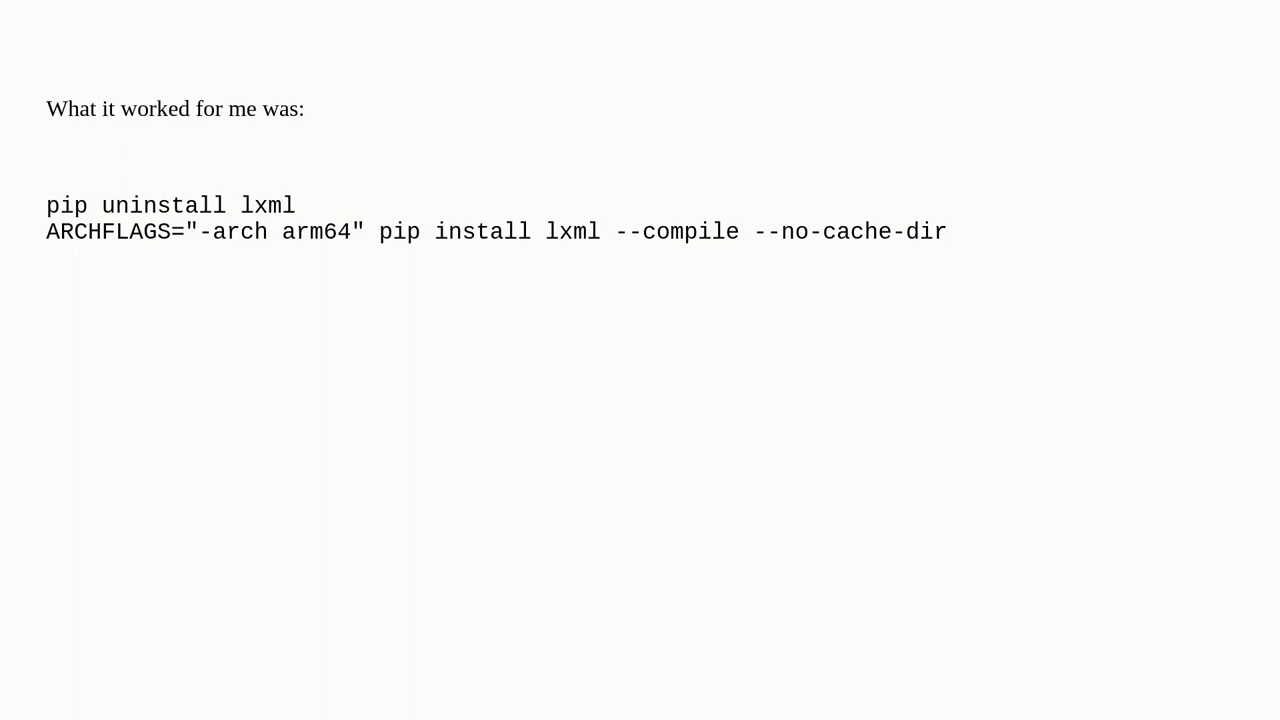 What it worked for me was:
pip uninstall lxml
ARCHFLAGS="-arch arm64" pip install lxml --compile --no-cache-dir